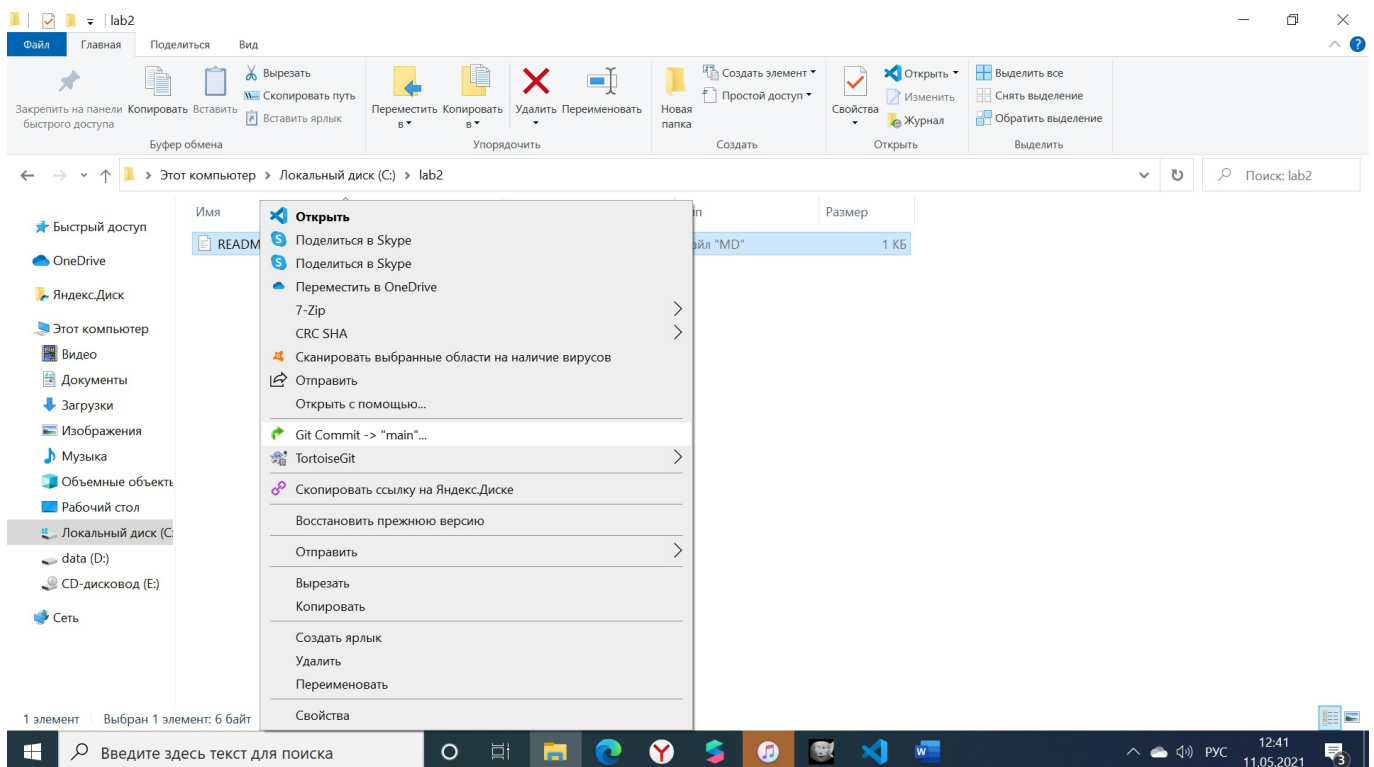 lab2
Файл Главная Поделиться Вид
Закрепить на панели быстрого доступа
Копировать
Вставить
Вырезать
Скопировать путь
Вставить ярлык
Буфер обмена
Переместить в
Копировать в
Удалить
Переименовать
Упорядочить
Новая папка
Создать элемент
Простой доступ
Создать
Свойства
Открыть
Изменить
Журнал
Открыть
Выделить все
Снять выделение
Обратить выделение
Выделить
Этот компьютер > Локальный диск (C:) > lab2
Поиск: lab2
Имя
Размер
READM
айл "MD"
1 КБ
Быстрый доступ
OneDrive
Яндекс.Диск
Этот компьютер
Видео
Документы
Загрузки
Изображения
Музыка
Объемные объекты
Рабочий стол
Локальный диск (C:
data (D:)
CD-дисковод (E:)
Сеть
Открыть
Поделиться в Skype
Поделиться в Skype
Переместить в OneDrive
7-Zip
CRC SHA
Сканировать выбранные области на наличие вирусов
Отправить
Открыть с помощью...
Git Commit -> "main"...
TortoiseGit
Скопировать ссылку на Яндекс.Диске
Восстановить прежнюю версию
Отправить
Вырезать
Копировать
Создать ярлык
Удалить
Переименовать
Свойства
1 элемент Выбран 1 элемент: 6 байт
Введите здесь текст для поиска
РУС
12:41
11.05.2021
3